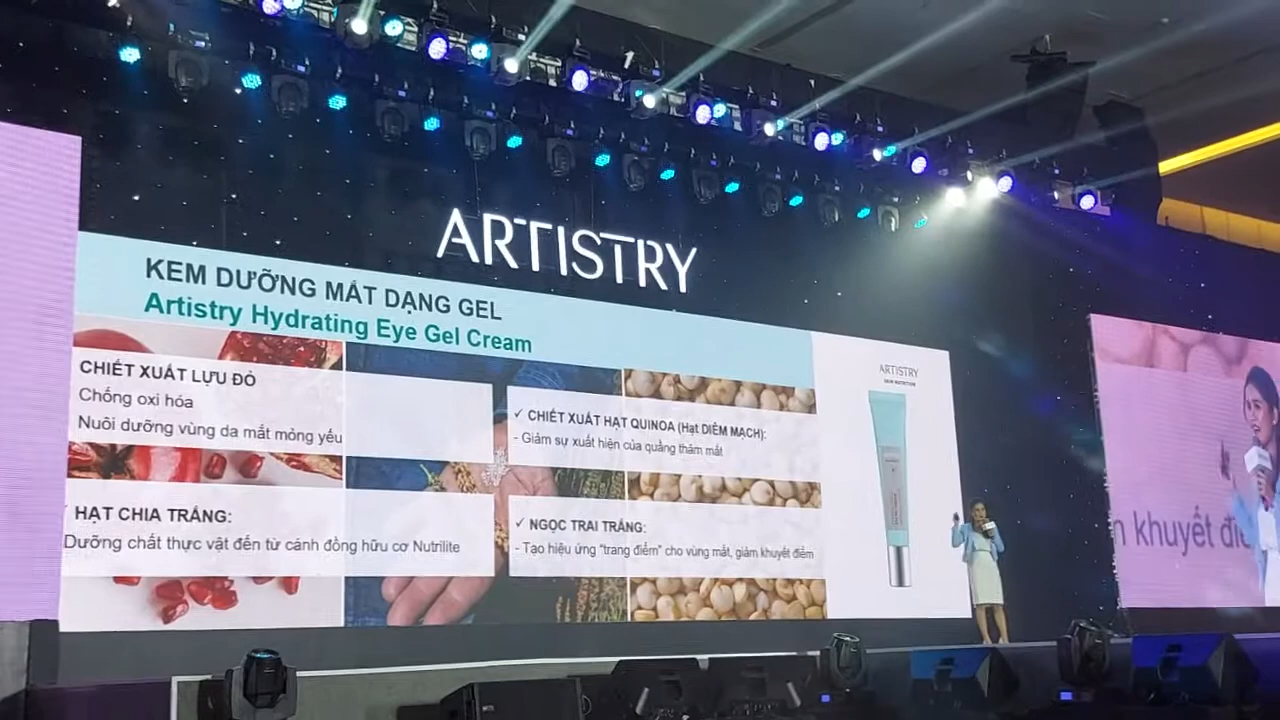 ARTISTRY
KEM DƯỠNG MẮT DẠNG GEL
Artistry Hydrating Eye Gel Cream
CHIẾT XUẤT LỰU ĐỎ
Chống oxi hóa
Nuôi dưỡng vùng da mắt mỏng yếu
HẠT CHIA TRẮNG:
Dưỡng chất thực vật đến từ cánh đồng hữu cơ Nutrilite
✓ CHIẾT XUẤT HẠT QUINOA (Hạt DIÊM MẠCH):
- Giảm sự xuất hiện của quầng thâm mắt
✓ NGỌC TRAI TRẮNG:
- Tạo hiệu ứng “trang điểm” cho vùng mắt, giảm khuyết điểm
ARTISTRY
SKIN NUTRITION
khuyết